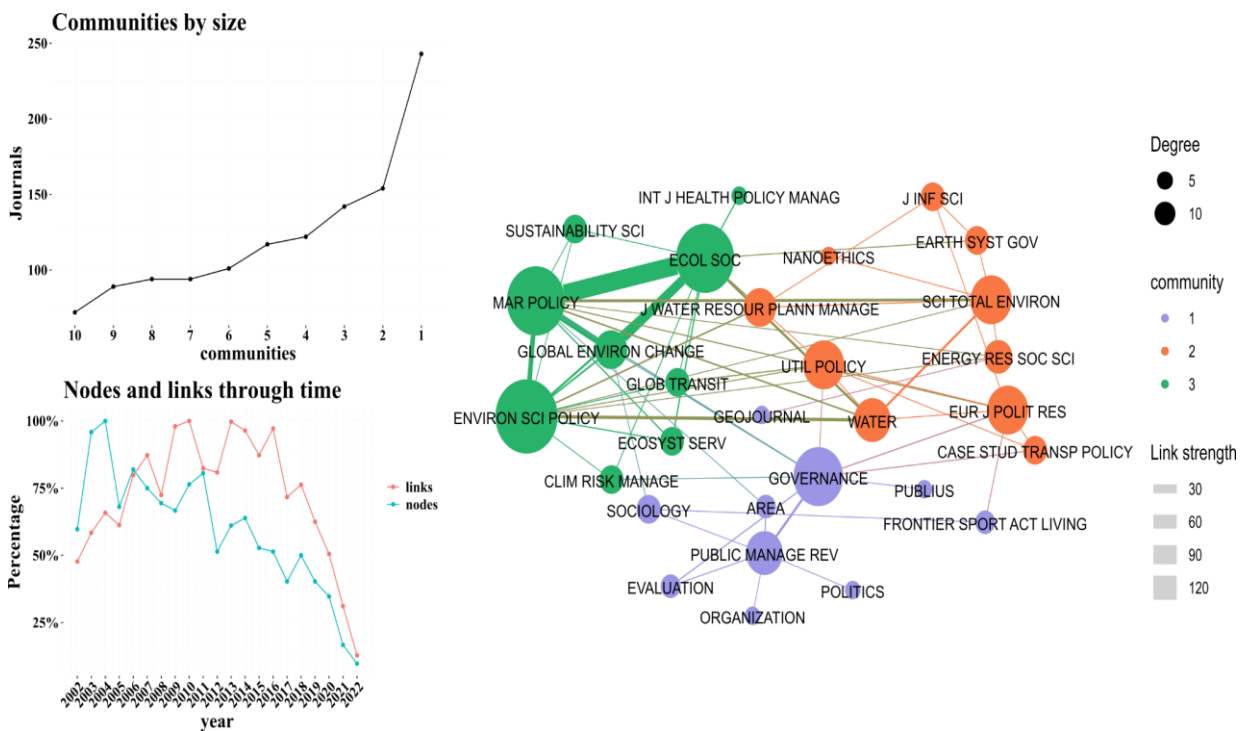 Communities by size
Journals
250
200
150
100
10 9 8 7 6 5 4 3 2 1
communities
Nodes and links through time
Percentage
100%
75%
50%
25%
links
nodes
2002 2003 2004 2005 2006 2007 2008 2009 2010 2011 2012 2013 2014 2015 2016 2017 2018 2019 2020 2021 2022
year
INT J HEALTH POLICY MANAG
J INF SCI
SUSTAINABILITY SCI
EARTH SYST GOV
ECOL SOC
NANOETHICS
MAR POLICY
SCI TOTAL ENVIRON
J WATER RESOUR PLANN MANAGE
GLOBAL ENVIRON CHANGE
ENERGY RES SOC SCI
UTIL POLICY
GLOB TRANSIT
ENVIRON SCI POLICY
GEOJOURNAL
EUR J POLIT RES
WATER
ECOSYST SERV
CASE STUD TRANSP POLICY
CLIM RISK MANAGE
GOVERNANCE
PUBLIUS
SOCIOLOGY
AREA
FRONTIER SPORT ACT LIVING
PUBLIC MANAGE REV
EVALUATION
POLITICS
ORGANIZATION
Degree
5
10
community
1
2
3
Link strength
30
60
90
120